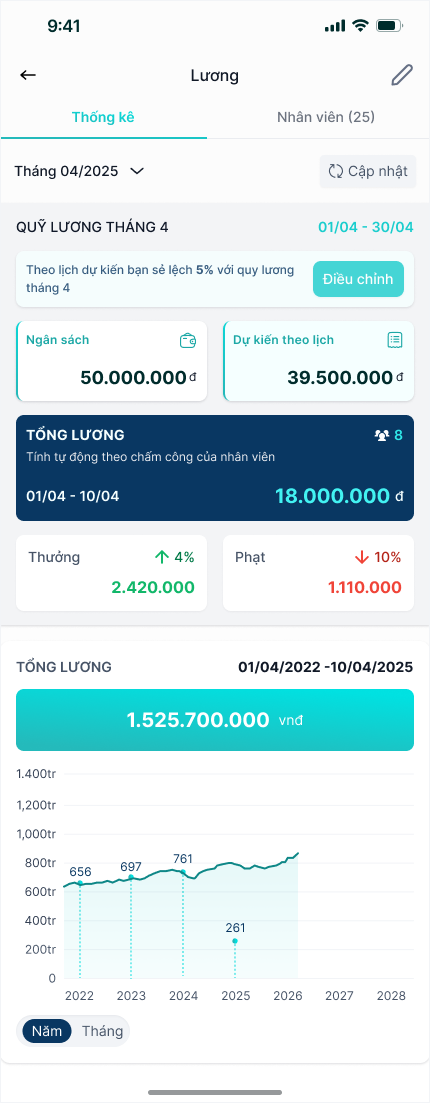 9:41
Lương
Thống kê
Nhân viên (25)
Tháng 04/2025
Cập nhật
QUỸ LƯƠNG THÁNG 4
01/04 - 30/04
Theo lịch dự kiến bạn sẽ lệch 5% với quy lương
tháng 4
Điều chỉnh
Ngân sách
50.000.000 đ
Dự kiến theo lịch
39.500.000 đ
TỔNG LƯƠNG
8
Tính tự động theo chấm công của nhân viên
01/04 - 10/04
18.000.000 đ
Thưởng
4%
2.420.000
Phạt
10%
1.110.000
TỔNG LƯƠNG
01/04/2022 -10/04/2025
1.525.700.000 vnđ
1.400tr
1,200tr
1,000tr
800tr
600tr
400tr
200tr
0
656
697
761
261
2022
2023
2024
2025
2026
2027
2028
Năm
Tháng